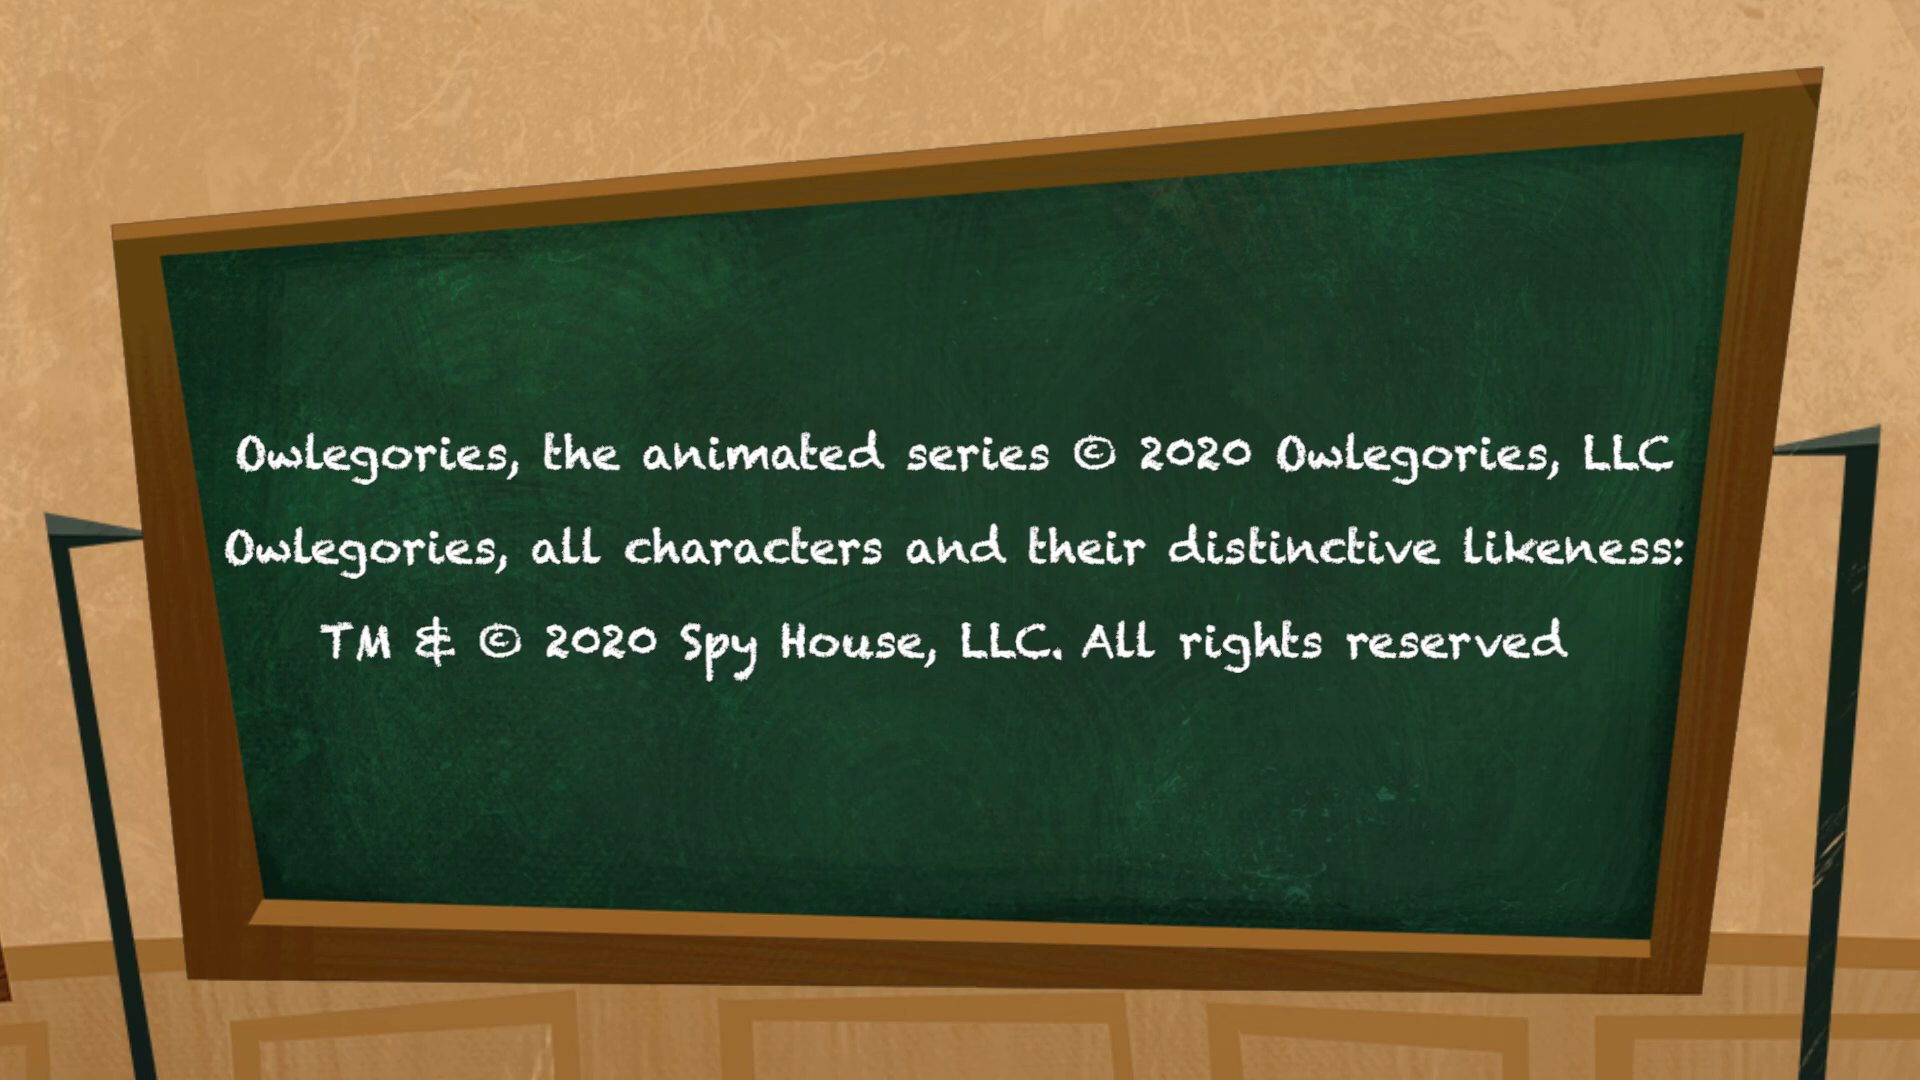 Owlegories, the animated series © 2020 Owlegories, LLC
Owlegories, all characters and their distinctive likeness:
TM & © 2020 Spy House, LLC. All rights reserved